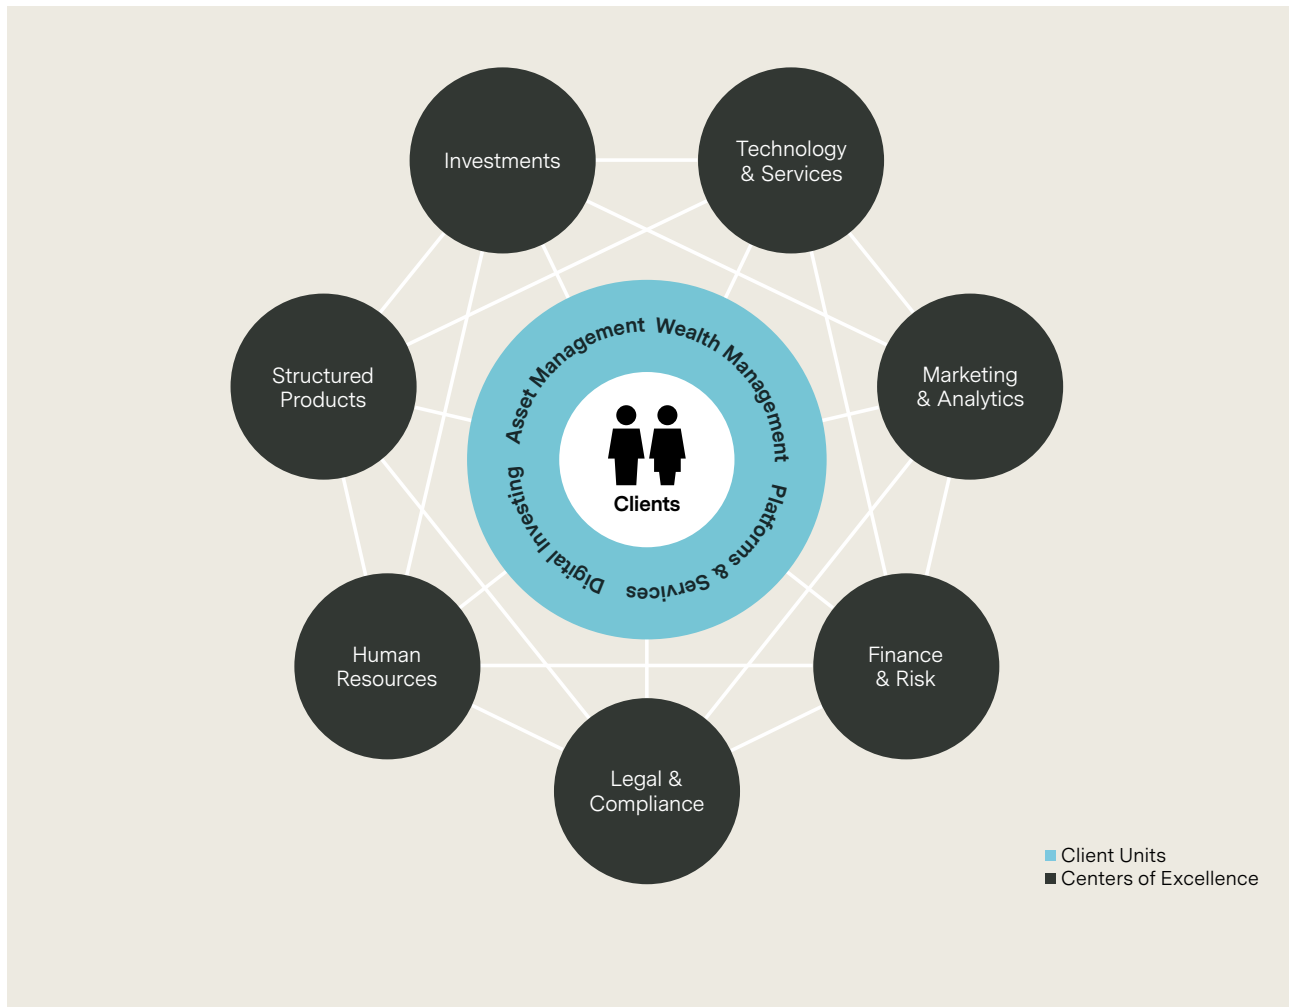 Investments
Technology
& Services
Structured
Products
Asset Management
Wealth Management
Marketing
& Analytics
Clients
Digital Investing
Platforms & Services
Human
Resources
Finance
& Risk
Legal &
Compliance
Client Units
Centers of Excellence